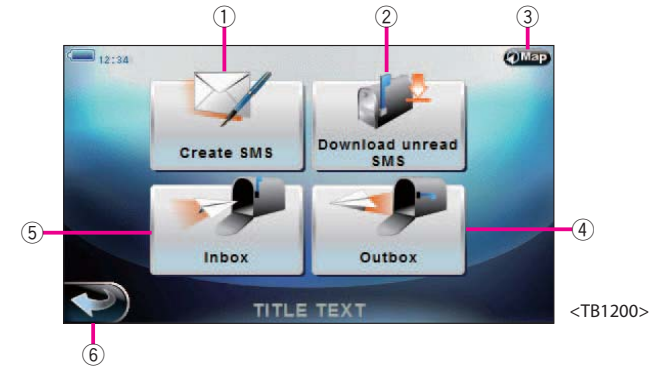 ① ② ③
12:34
Map
Create SMS
Download unread
SMS
⑤ ④
Inbox
Outbox
TITLE TEXT
<TB1200>
⑥